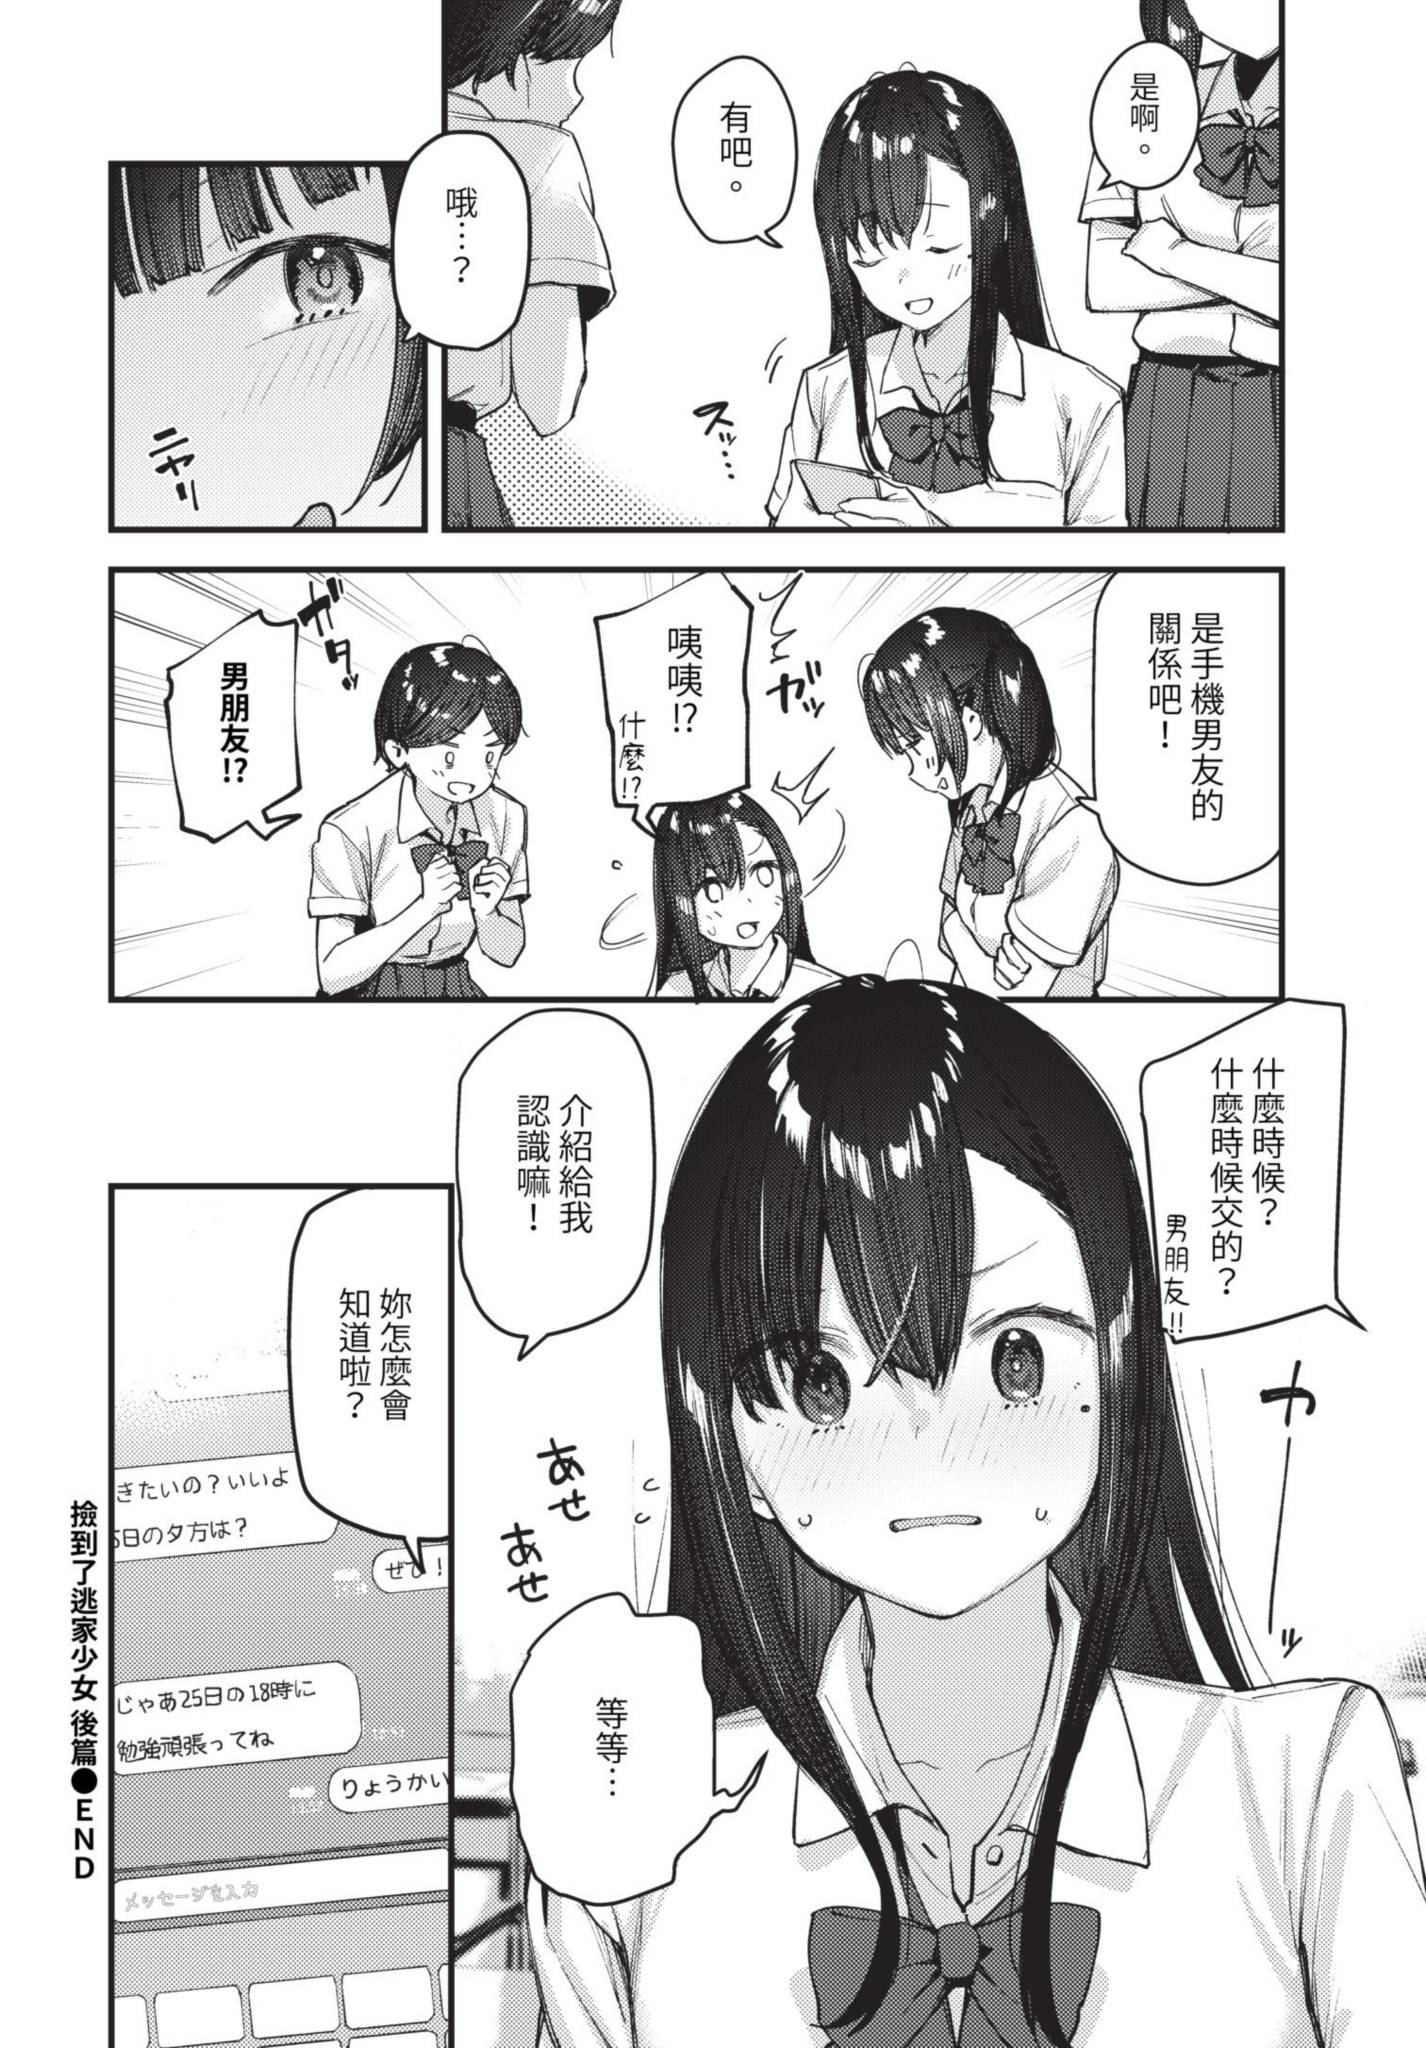 是啊。
有吧。
スッ…
哦…？
ニヤリ
是手機男友的
關係吧！
ガッ
咦咦!?
什麼!?
ガタッ
男朋友!?
什麼時候？
什麼時候交的？
男朋友!!
カーッ
介紹給我
認識嘛！
あせ
あせ
等等…
妳怎麼會
知道啦？
きたいの？いいよ
5日の夕方は？
ぜひ！
じゃあ25日の18時に
勉強頑張ってね
りょうかい
メッセージを入力
撿到了逃家少女 後篇●END